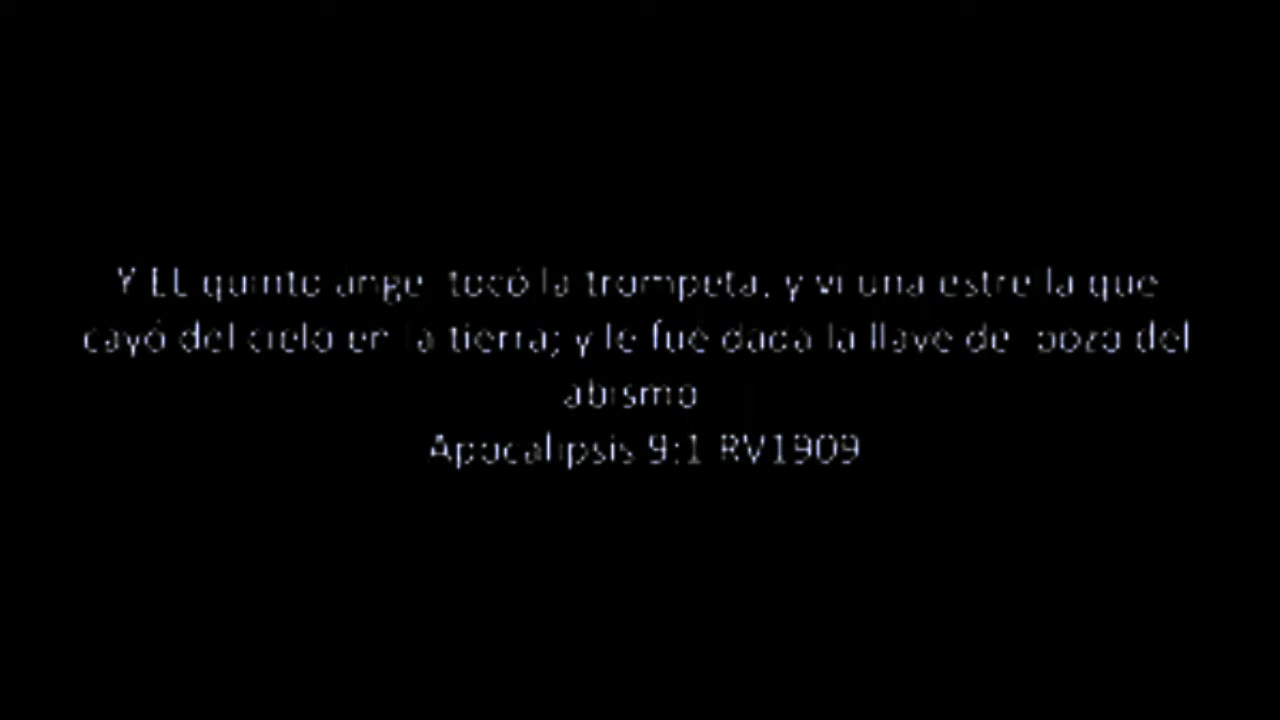 Y EL quinto ángel tocó la trompeta, y vi una estrella que
cayó del cielo en la tierra; y le fué dada la llave del pozo del
abismo
Apocalipsis 9:1 RV1909